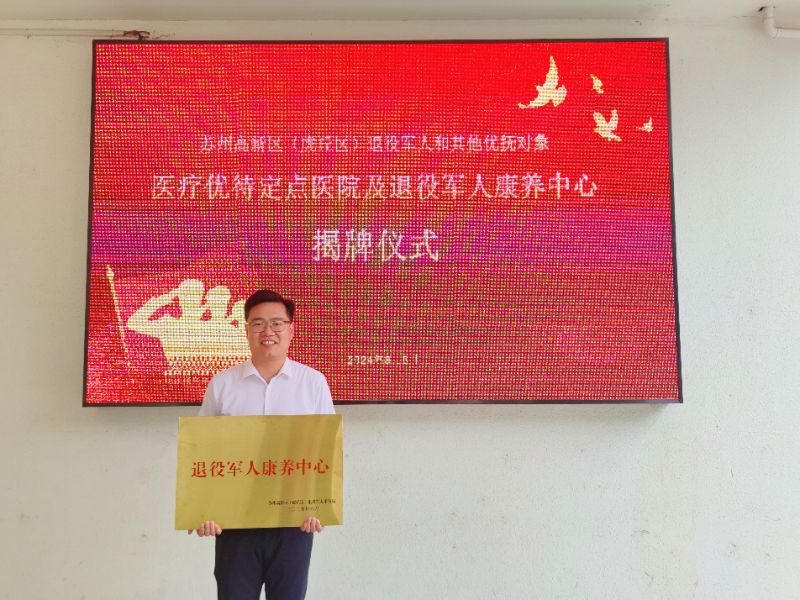 苏州高新区（虎丘区）退役军人和其他优抚对象
医疗优待定点医院及退役军人康养中心
揭牌仪式
退役军人康养中心